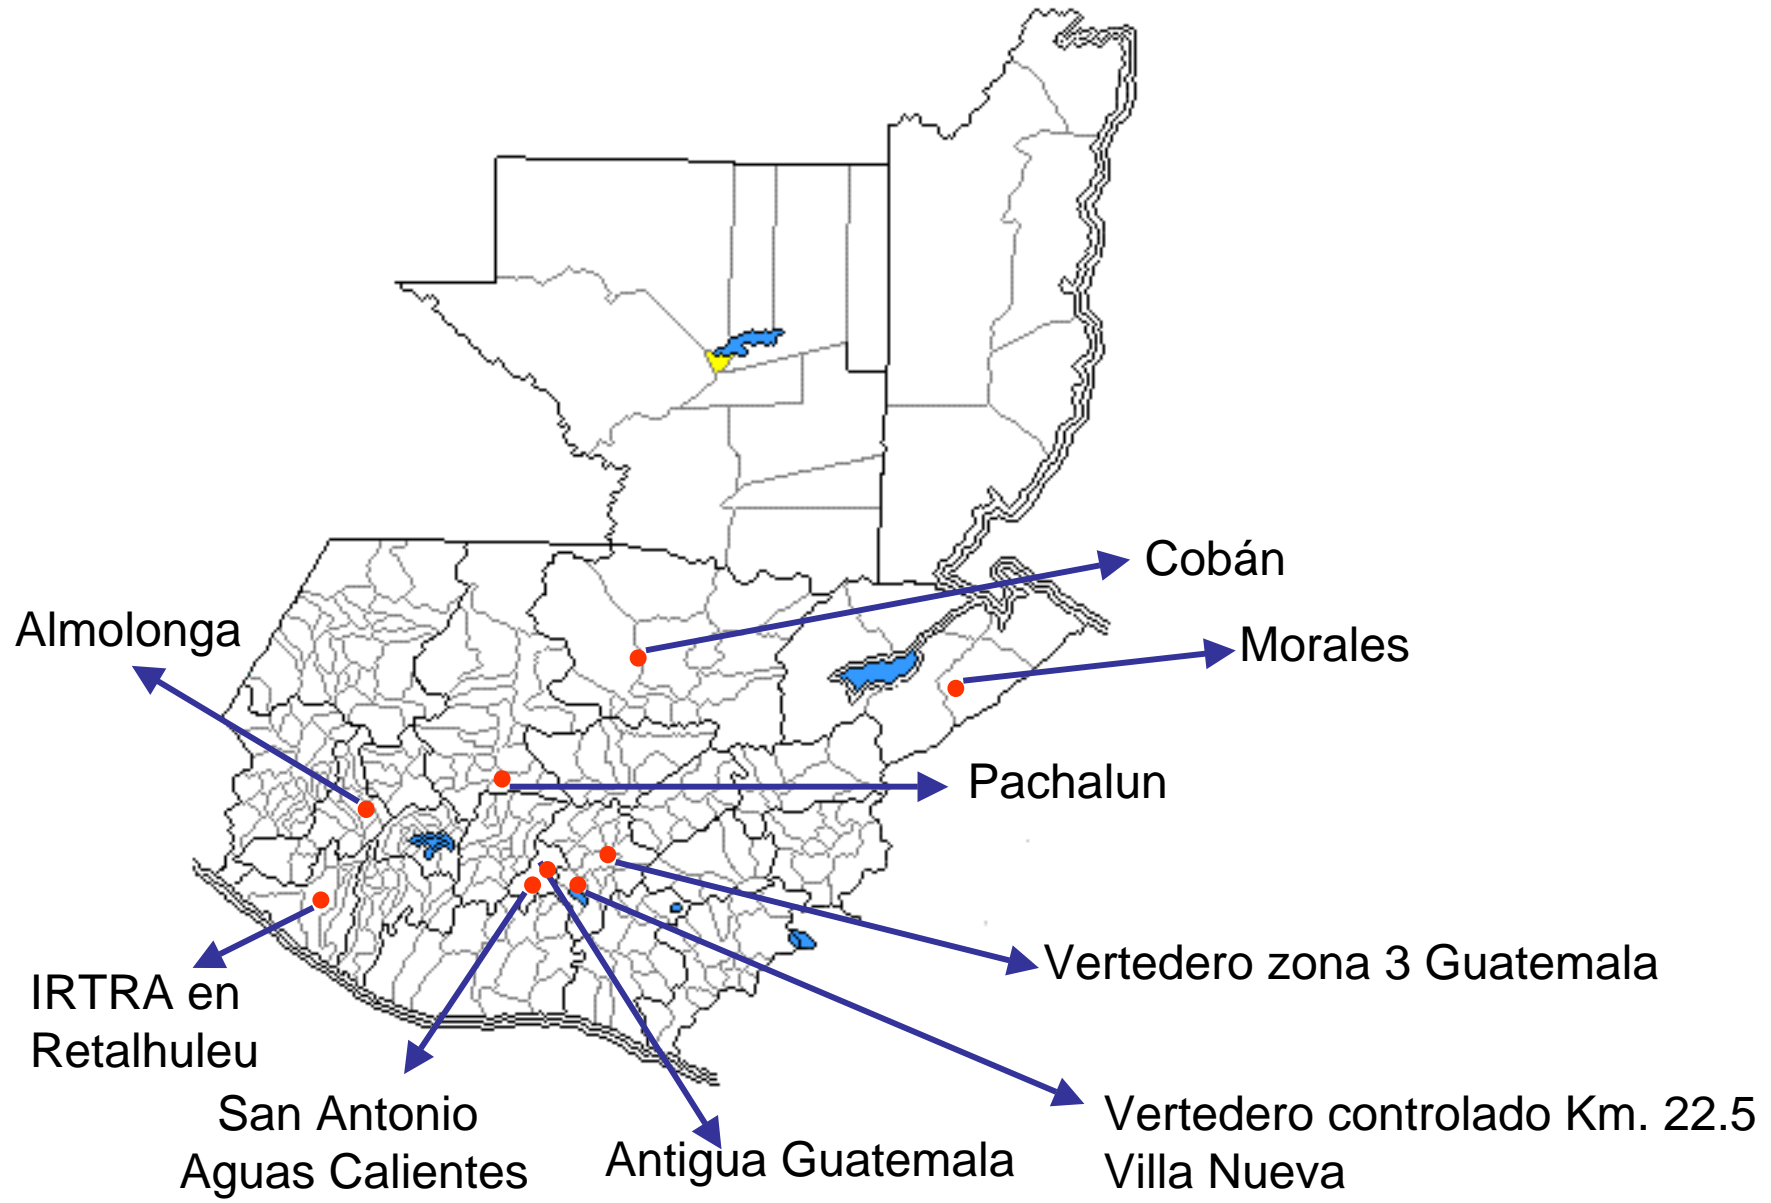 Cobán
Almolonga
Morales
Pachalun
Vertedero zona 3 Guatemala
IRTRA en
Retalhuleu
San Antonio
Aguas Calientes
Antigua Guatemala
Vertedero controlado Km. 22.5
Villa Nueva